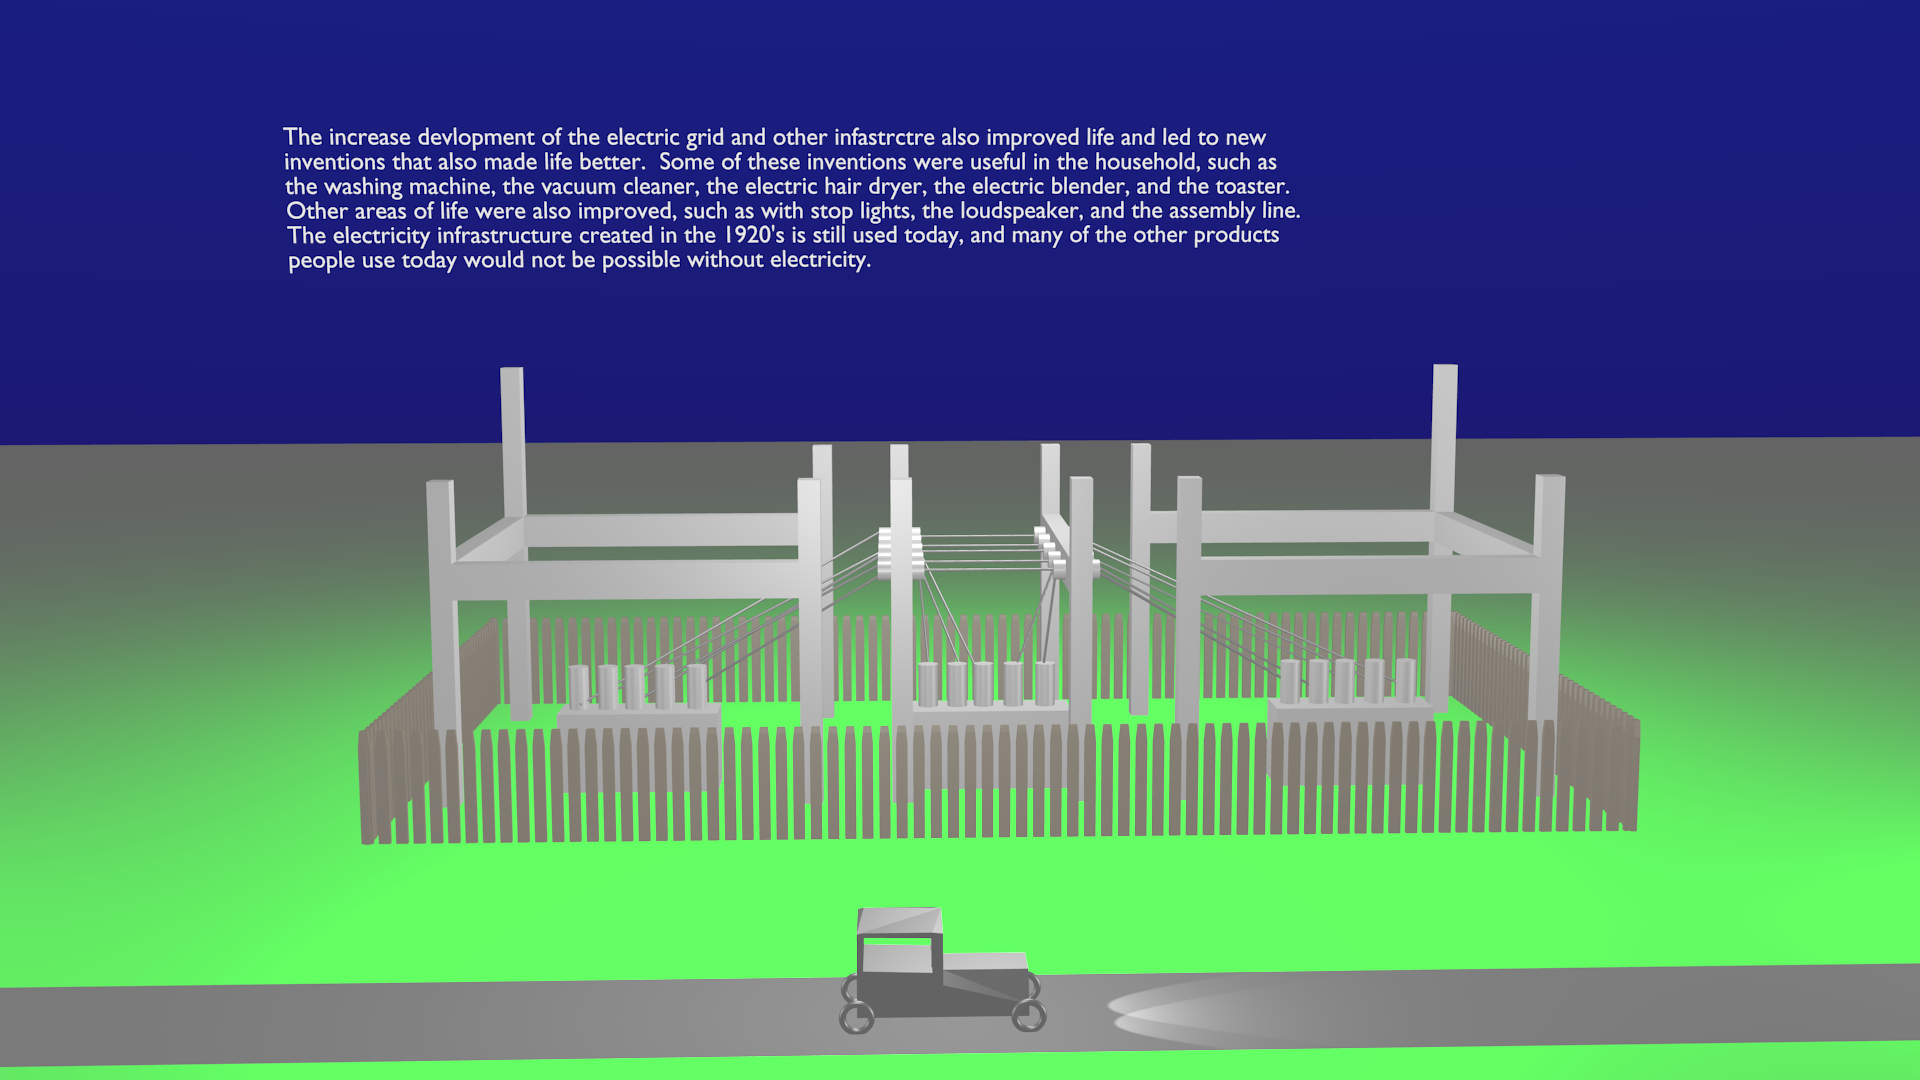 The increase devlopment of the electric grid and other infastrctre also improved life and led to new
inventions that also made life better.  Some of these inventions were useful in the household, such as
the washing machine, the vacuum cleaner, the electric hair dryer, the electric blender, and the toaster.
Other areas of life were also improved, such as with stop lights, the loudspeaker, and the assembly line.
The electricity infrastructure created in the 1920's is still used today, and many of the other products
people use today would not be possible without electricity.